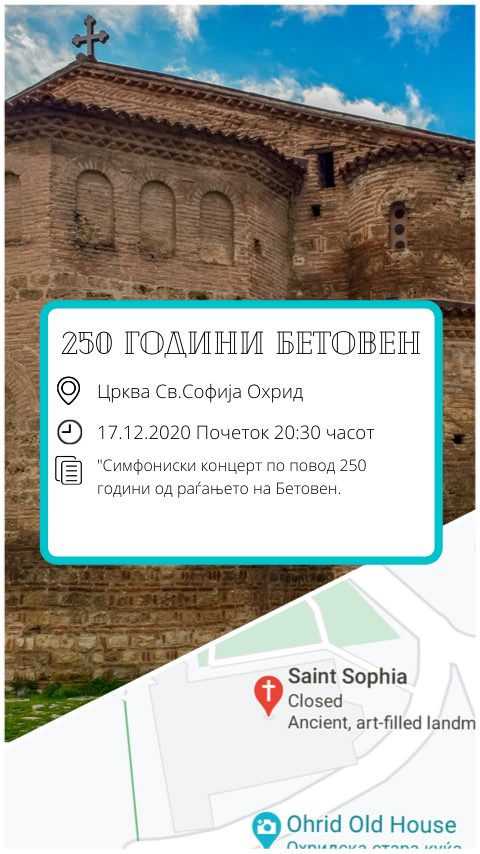 250 ГОДИНИ БЕТОВЕН
Црква Св.Софија Охрид
17.12.2020 Почеток 20:30 часот
"Симфониски концерт по повод 250
години од раѓањето на Бетовен.
Saint Sophia
Closed
Ancient, art-filled landm
Ohrid Old House
Охридска стара куќа